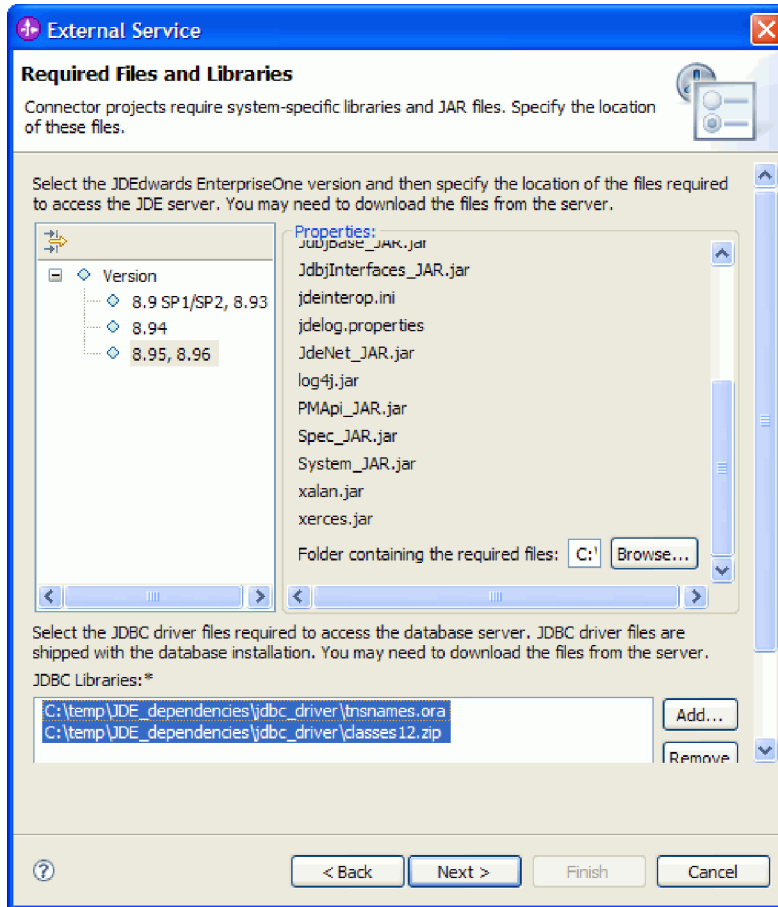 External Service
Required Files and Libraries
Connector projects require system-specific libraries and JAR files. Specify the location
of these files.
Select the JDEdwards EnterpriseOne version and then specify the location of the files required
to access the JDE server. You may need to download the files from the server.
Version
8.9 SP1/SP2, 8.93
8.94
8.95, 8.96
Properties:
JdbjBase_JAR.jar
JdbjInterfaces_JAR.jar
jdeinterop.ini
jdelog.properties
JdeNet_JAR.jar
log4j.jar
PMApi_JAR.jar
Spec_JAR.jar
System_JAR.jar
xalan.jar
xerces.jar
Folder containing the required files: C:\ Browse...
Select the JDBC driver files required to access the database server. JDBC driver files are
shipped with the database installation. You may need to download the files from the server.
JDBC Libraries:*
C:\temp\JDE_dependencies\jdbc_driver\tnsnames.ora
C:\temp\JDE_dependencies\jdbc_driver\classes12.zip
Add...
Remove
? < Back Next > Finish Cancel